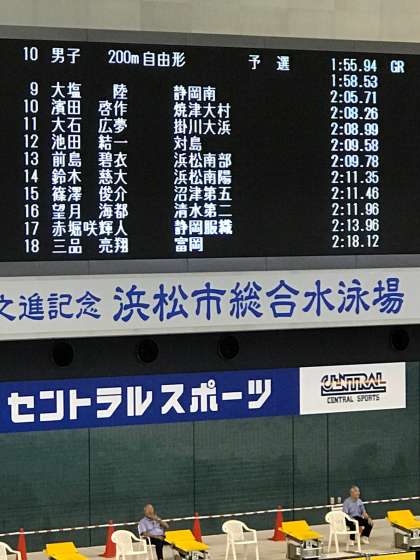 10 男子 200m自由形 予 選 1:55.94 GR
1:58.53
9 大塩 陸 静岡南 2:05.71
10 濱田 啓作 焼津大村 2:08.26
11 大石 広夢 掛川大浜 2:08.99
12 池田 結一 対島 2:09.58
13 前島 碧衣 浜松南部 2:09.78
14 鈴木 慈大 浜松南陽 2:11.35
15 篠澤 俊介 沼津第五 2:11.46
16 望月 海都 清水第二 2:11.96
17 赤堀咲輝人 静岡服織 2:13.96
18 三品 亮翔 富岡 2:18.12
之進記念 浜松市総合水泳場
セントラルスポーツ
CENTRAL
CENTRAL SPORTS